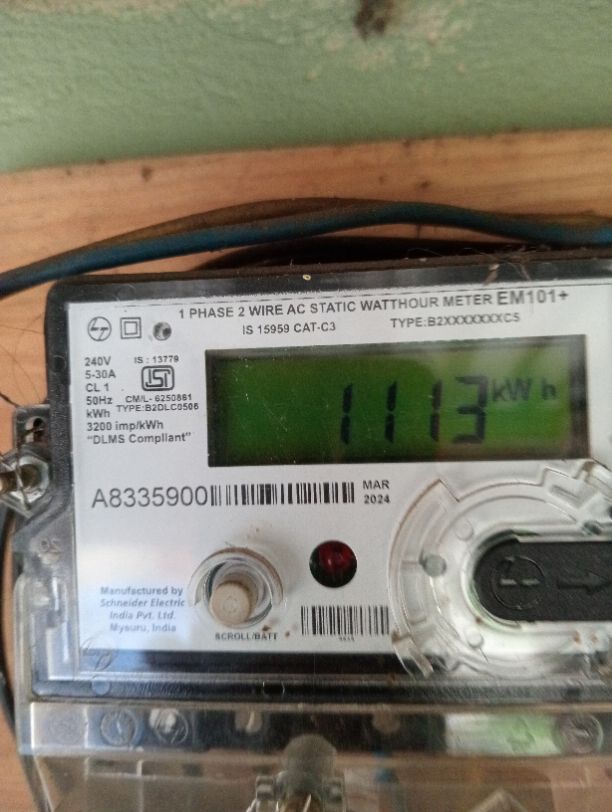 1 PHASE 2 WIRE AC STATIC WATTHOUR METER EM101+
IS 15959 CAT-C3 TYPE:B2XXXXXXXC5
240V
5-30A
CL 1
50Hz
kWh
3200 imp/kWh
"DLMS Compliant"
IS : 13779
ISI
CM/L- 6250861
TYPE:B2DLC0506
1113 kWh
A8335900
MAR
2024
Manufactured by
Schneider Electric
India Pvt. Ltd.
Mysuru, India
SCROLL/BATT